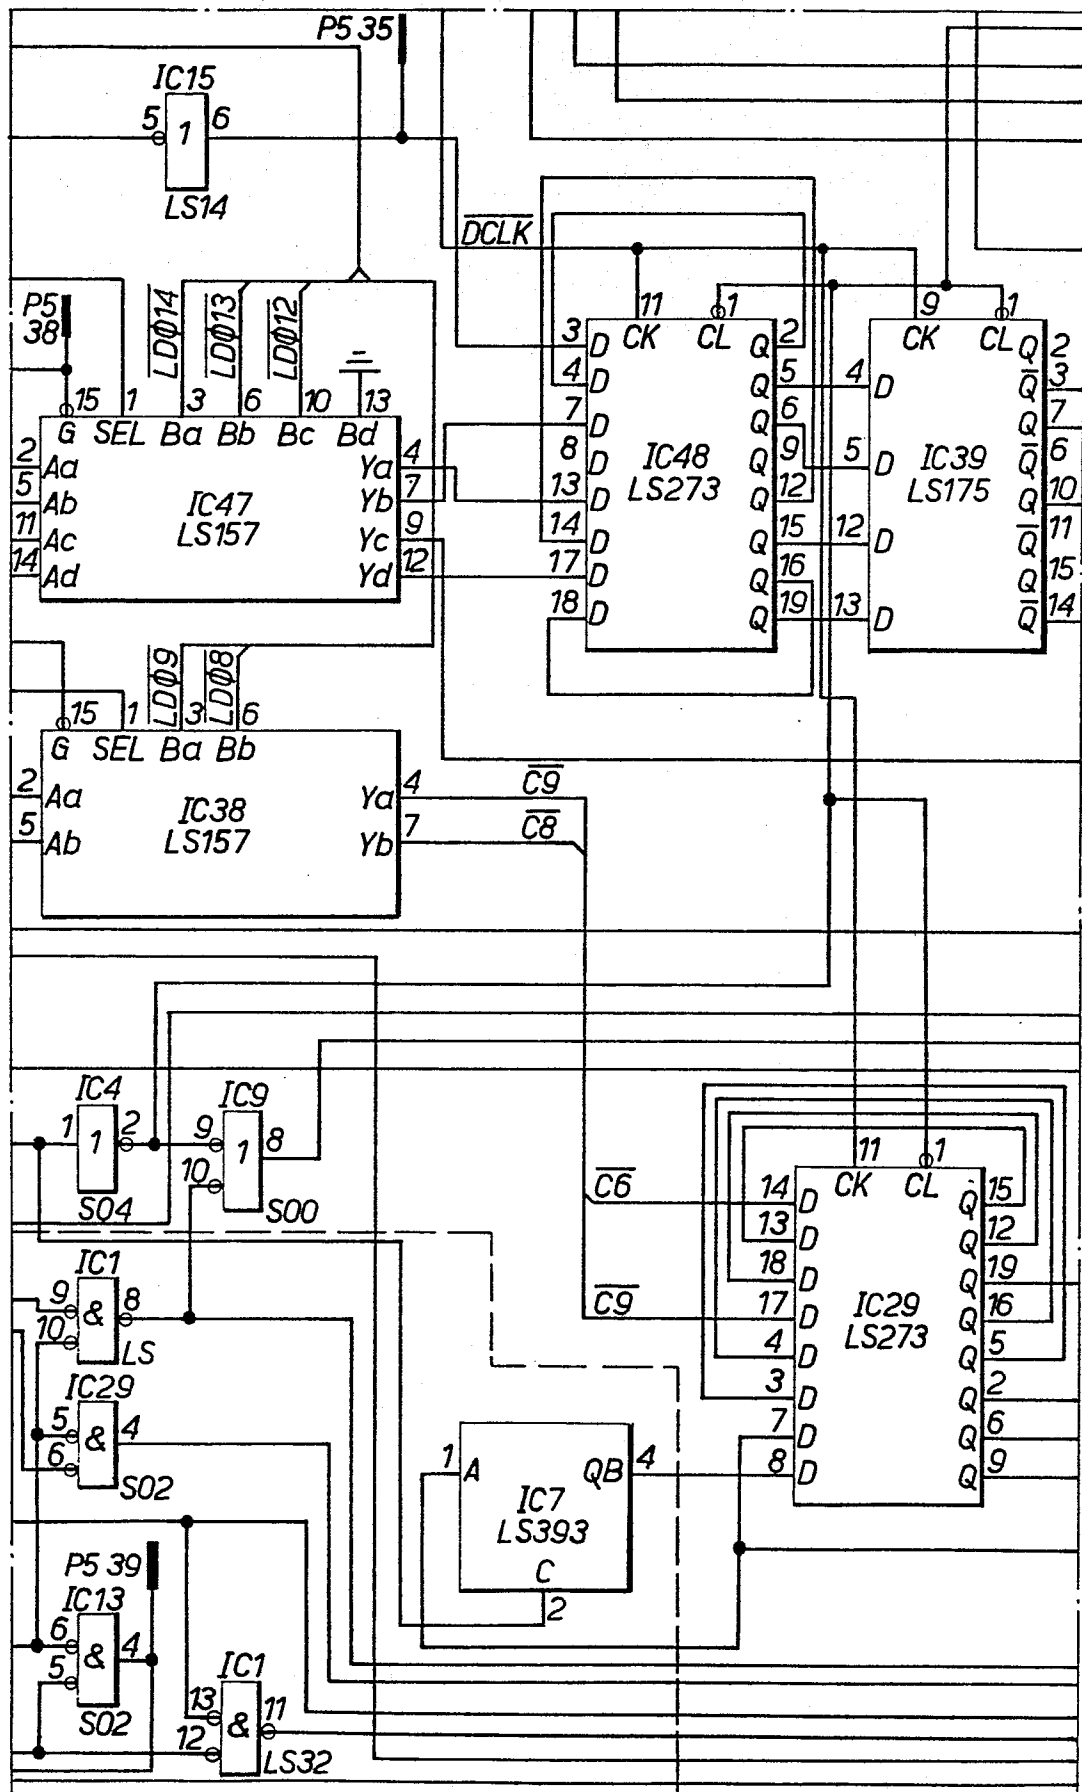 P5 35
IC15
5 1 6
LS14
DCLK
P5
38
LDØ14
LDØ13
LDØ12
15 1 3 6 10 13
G SEL Ba Bb Bc Bd
2 Aa Ya 4
5 Ab Yb 7
11 Ac Yc 9
14 Ad Yd 12
IC47
LS157
11 1
CK CL
3 D Q 2
4 D Q 5
7 D Q 6
8 D Q 9
13 D Q 12
14 D Q 15
17 D Q 16
18 D Q 19
IC48
LS273
9 1
CK CL
Q 2
4 D Q 3
Q 7
5 D Q 6
Q 10
12 D Q 11
Q 15
13 D Q 14
IC39
LS175
LDØ9
LDØ8
15 1 3 6
G SEL Ba Bb
2 Aa Ya 4
5 Ab Yb 7
IC38
LS157
C9
C8
IC4
1 1 2
S04
IC9
9 1 8
10
S00
C6
C9
11 1
CK CL
14 D Q 15
13 D Q 12
18 D Q 19
17 D Q 16
4 D Q 5
3 D Q 2
7 D Q 6
8 D Q 9
IC29
LS273
IC1
9 & 8
10
LS
IC29
5 & 4
6
S02
1 A QB 4
IC7
LS393
C
2
P5 39
IC13
6 & 4
5
S02
IC1
13 & 11
12
LS32